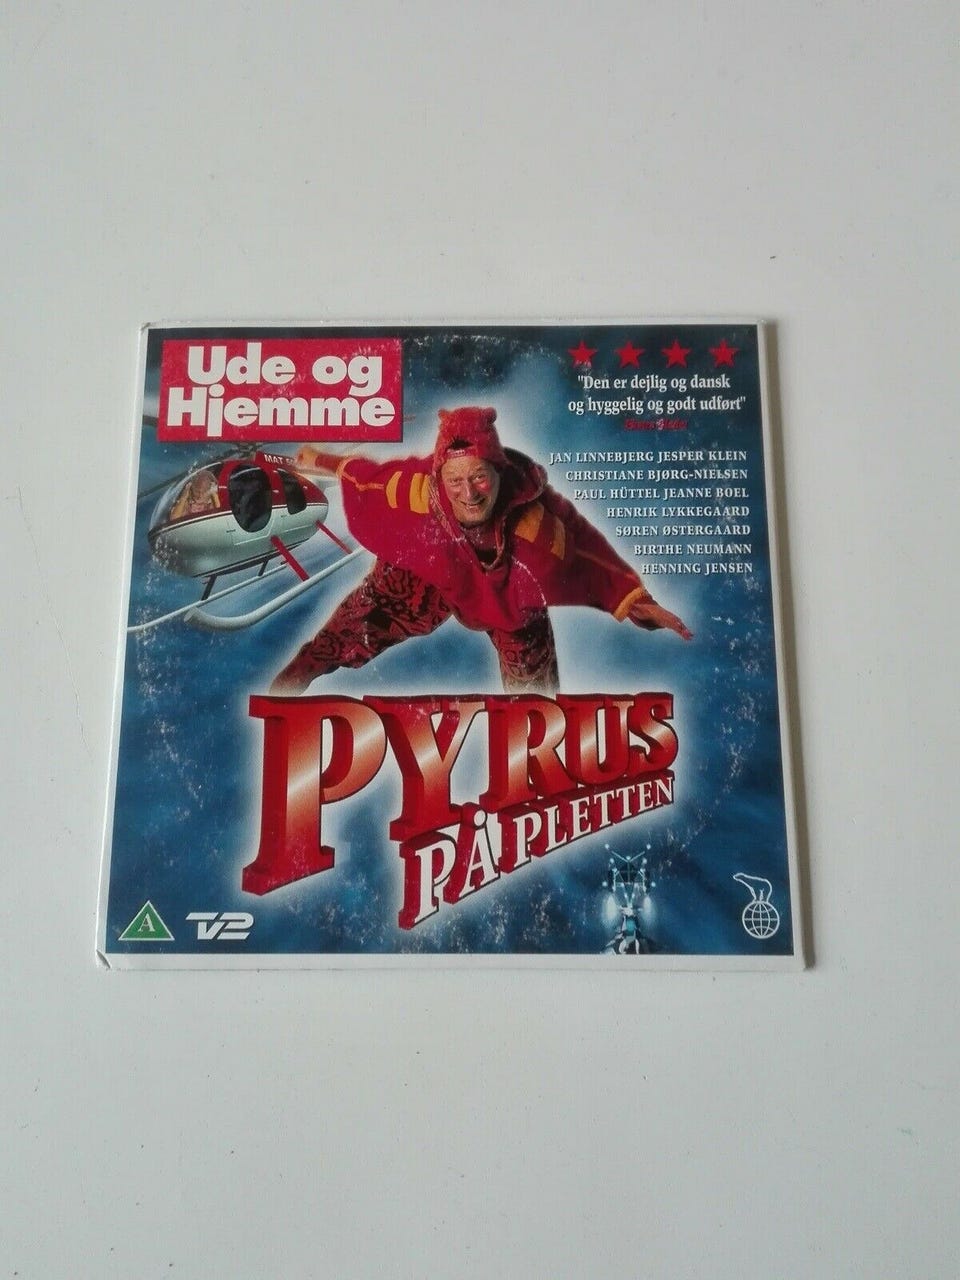 Ude og
Hjemme
"Den er dejlig og dansk
og hyggelig og godt udført"
JAN LINNEBJERG JESPER KLEIN
CHRISTIANE BJØRG-NIELSEN
PAUL HÜTTEL JEANNE BOEL
HENRIK LYKKEGAARD
SØREN ØSTERGAARD
BIRTHE NEUMANN
HENNING JENSEN
MAT
PYRUS
PÅ PLETTEN
A
TV2